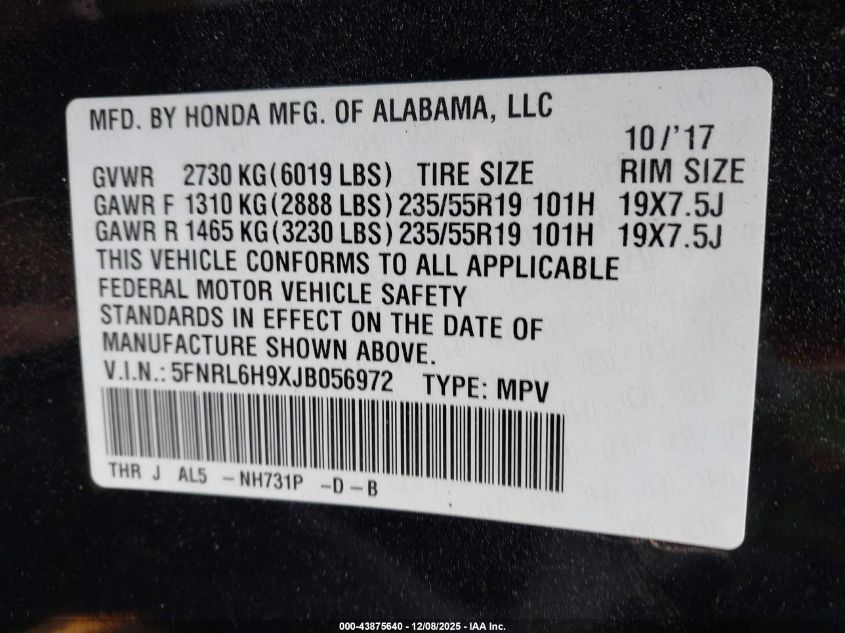 MFD. BY HONDA MFG. OF ALABAMA, LLC
10/'17
GVWR 2730 KG(6019 LBS) TIRE SIZE RIM SIZE
GAWR F 1310 KG(2888 LBS) 235/55R19 101H 19X7.5J
GAWR R 1465 KG(3230 LBS) 235/55R19 101H 19X7.5J
THIS VEHICLE CONFORMS TO ALL APPLICABLE
FEDERAL MOTOR VEHICLE SAFETY
STANDARDS IN EFFECT ON THE DATE OF
MANUFACTURE SHOWN ABOVE.
V.I.N.: 5FNRL6H9XJB056972 TYPE: MPV
THR J AL5 -NH731P -D-B
000-43875640 - 12/08/2025 - IAA Inc.